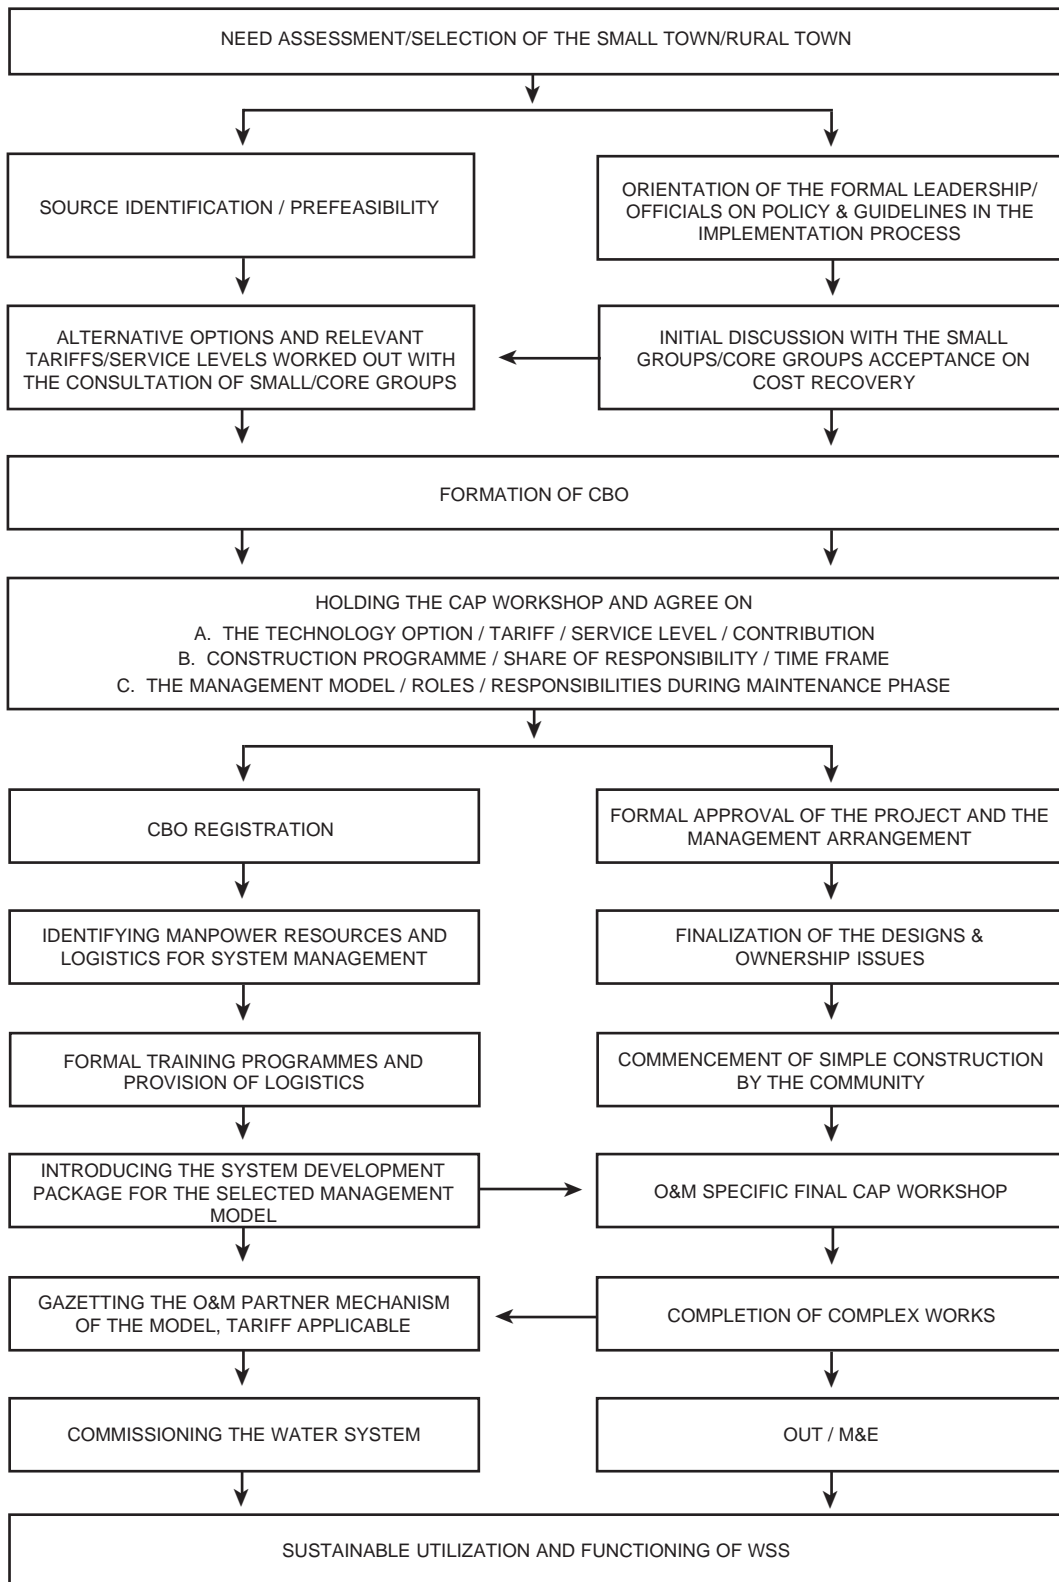 NEED ASSESSMENT/SELECTION OF THE SMALL TOWN/RURAL TOWN
SOURCE IDENTIFICATION / PREFEASIBILITY
ORIENTATION OF THE FORMAL LEADERSHIP/
OFFICIALS ON POLICY & GUIDELINES IN THE
IMPLEMENTATION PROCESS
ALTERNATIVE OPTIONS AND RELEVANT
TARIFFS/SERVICE LEVELS WORKED OUT WITH
THE CONSULTATION OF SMALL/CORE GROUPS
INITIAL DISCUSSION WITH THE SMALL
GROUPS/CORE GROUPS ACCEPTANCE ON
COST RECOVERY
FORMATION OF CBO
HOLDING THE CAP WORKSHOP AND AGREE ON
A. THE TECHNOLOGY OPTION / TARIFF / SERVICE LEVEL / CONTRIBUTION
B. CONSTRUCTION PROGRAMME / SHARE OF RESPONSIBILITY / TIME FRAME
C. THE MANAGEMENT MODEL / ROLES / RESPONSIBILITIES DURING MAINTENANCE PHASE
CBO REGISTRATION
FORMAL APPROVAL OF THE PROJECT AND THE
MANAGEMENT ARRANGEMENT
IDENTIFYING MANPOWER RESOURCES AND
LOGISTICS FOR SYSTEM MANAGEMENT
FINALIZATION OF THE DESIGNS &
OWNERSHIP ISSUES
FORMAL TRAINING PROGRAMMES AND
PROVISION OF LOGISTICS
COMMENCEMENT OF SIMPLE CONSTRUCTION
BY THE COMMUNITY
INTRODUCING THE SYSTEM DEVELOPMENT
PACKAGE FOR THE SELECTED MANAGEMENT
MODEL
O&M SPECIFIC FINAL CAP WORKSHOP
GAZETTING THE O&M PARTNER MECHANISM
OF THE MODEL, TARIFF APPLICABLE
COMPLETION OF COMPLEX WORKS
COMMISSIONING THE WATER SYSTEM
OUT / M&E
SUSTAINABLE UTILIZATION AND FUNCTIONING OF WSS